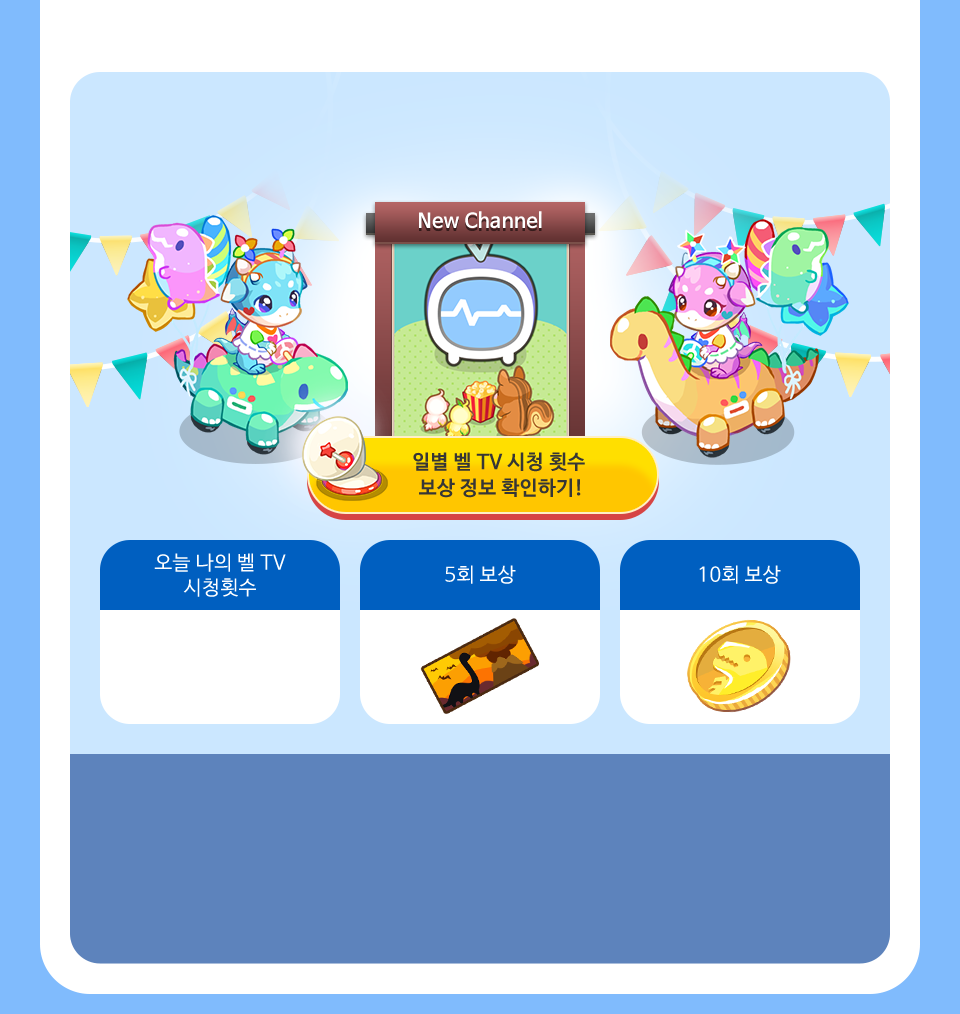 New Channel
일별 벨 TV 시청 횟수
보상 정보 확인하기!
오늘 나의 벨 TV
시청횟수
5회 보상
10회 보상